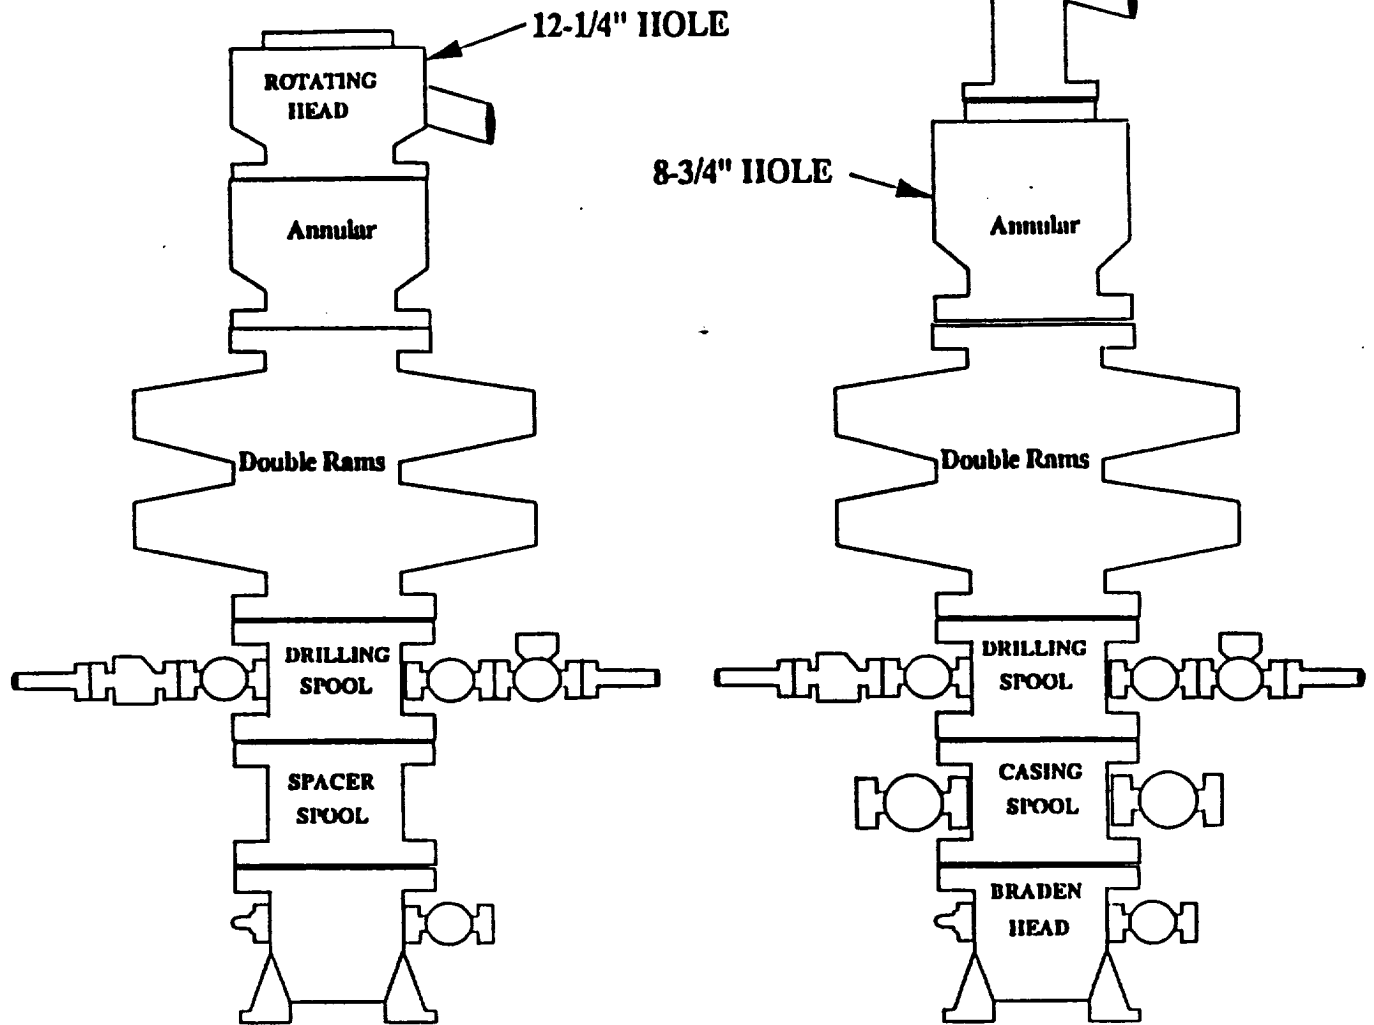 12-1/4" HOLE
ROTATING
HEAD
Annular
Double Rams
DRILLING
SPOOL
SPACER
SPOOL
8-3/4" HOLE
Annular
Double Rams
DRILLING
SPOOL
CASING
SPOOL
BRADEN
HEAD